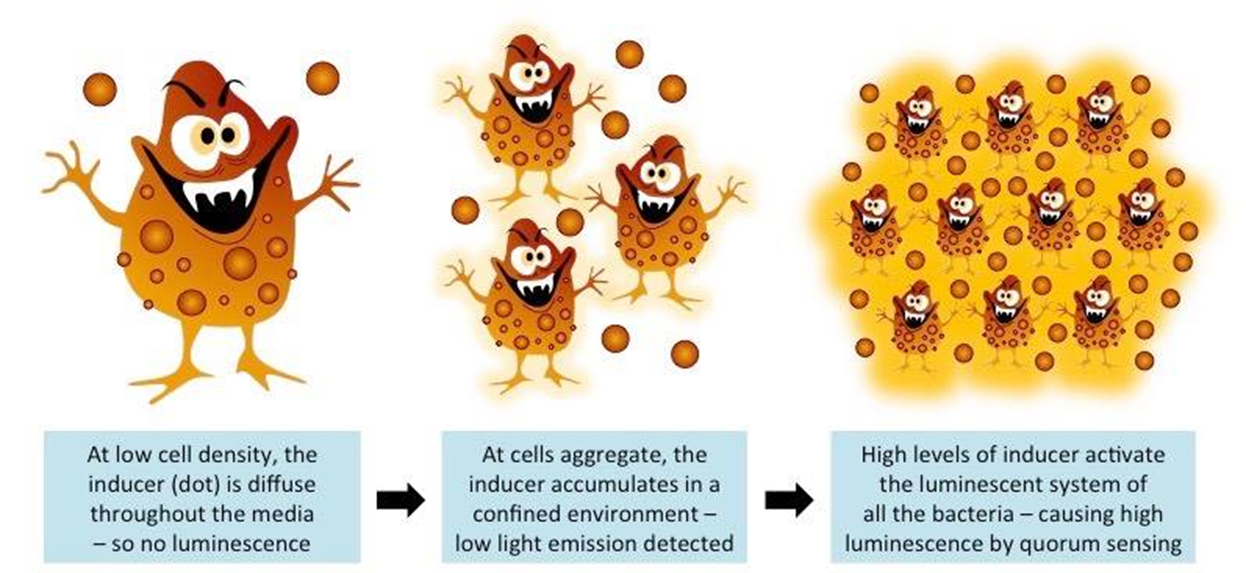 At low cell density, the
inducer (dot) is diffuse
throughout the media
– so no luminescence
At cells aggregate, the
inducer accumulates in a
confined environment –
low light emission detected
High levels of inducer activate
the luminescent system of
all the bacteria – causing high
luminescence by quorum sensing